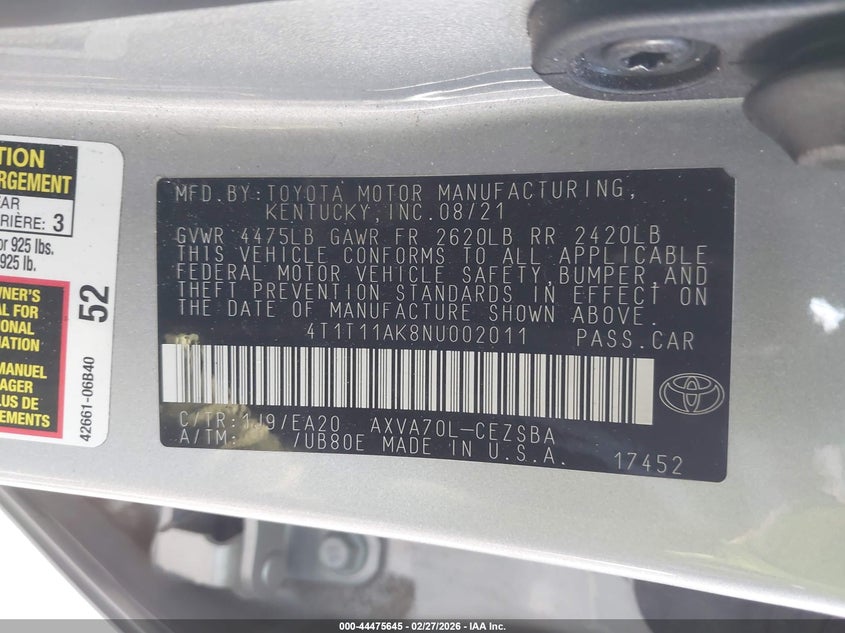 TION
RGEMENT
EAR
RIÈRE: 3
or 925 lbs.
925 lb.
WNER'S
AL FOR
IONAL
ATION
MANUEL
AGER
LUS DE
EMENTS
52
42661-06B40
MFD. BY: TOYOTA MOTOR MANUFACTURING,
KENTUCKY, INC. 08/21
GVWR 4475LB GAWR FR 2620LB RR 2420LB
THIS VEHICLE CONFORMS TO ALL APPLICABLE
FEDERAL MOTOR VEHICLE SAFETY, BUMPER, AND
THEFT PREVENTION STANDARDS IN EFFECT ON
THE DATE OF MANUFACTURE SHOWN ABOVE.
4T1T11AK8NU002011 PASS. CAR
C/TR: 1J9/EA20 AXVA70L-CEZSBA
A/TM: /UB80E MADE IN U.S.A.
17452
000-44475645 | 02/27/2026 – IAA Inc.